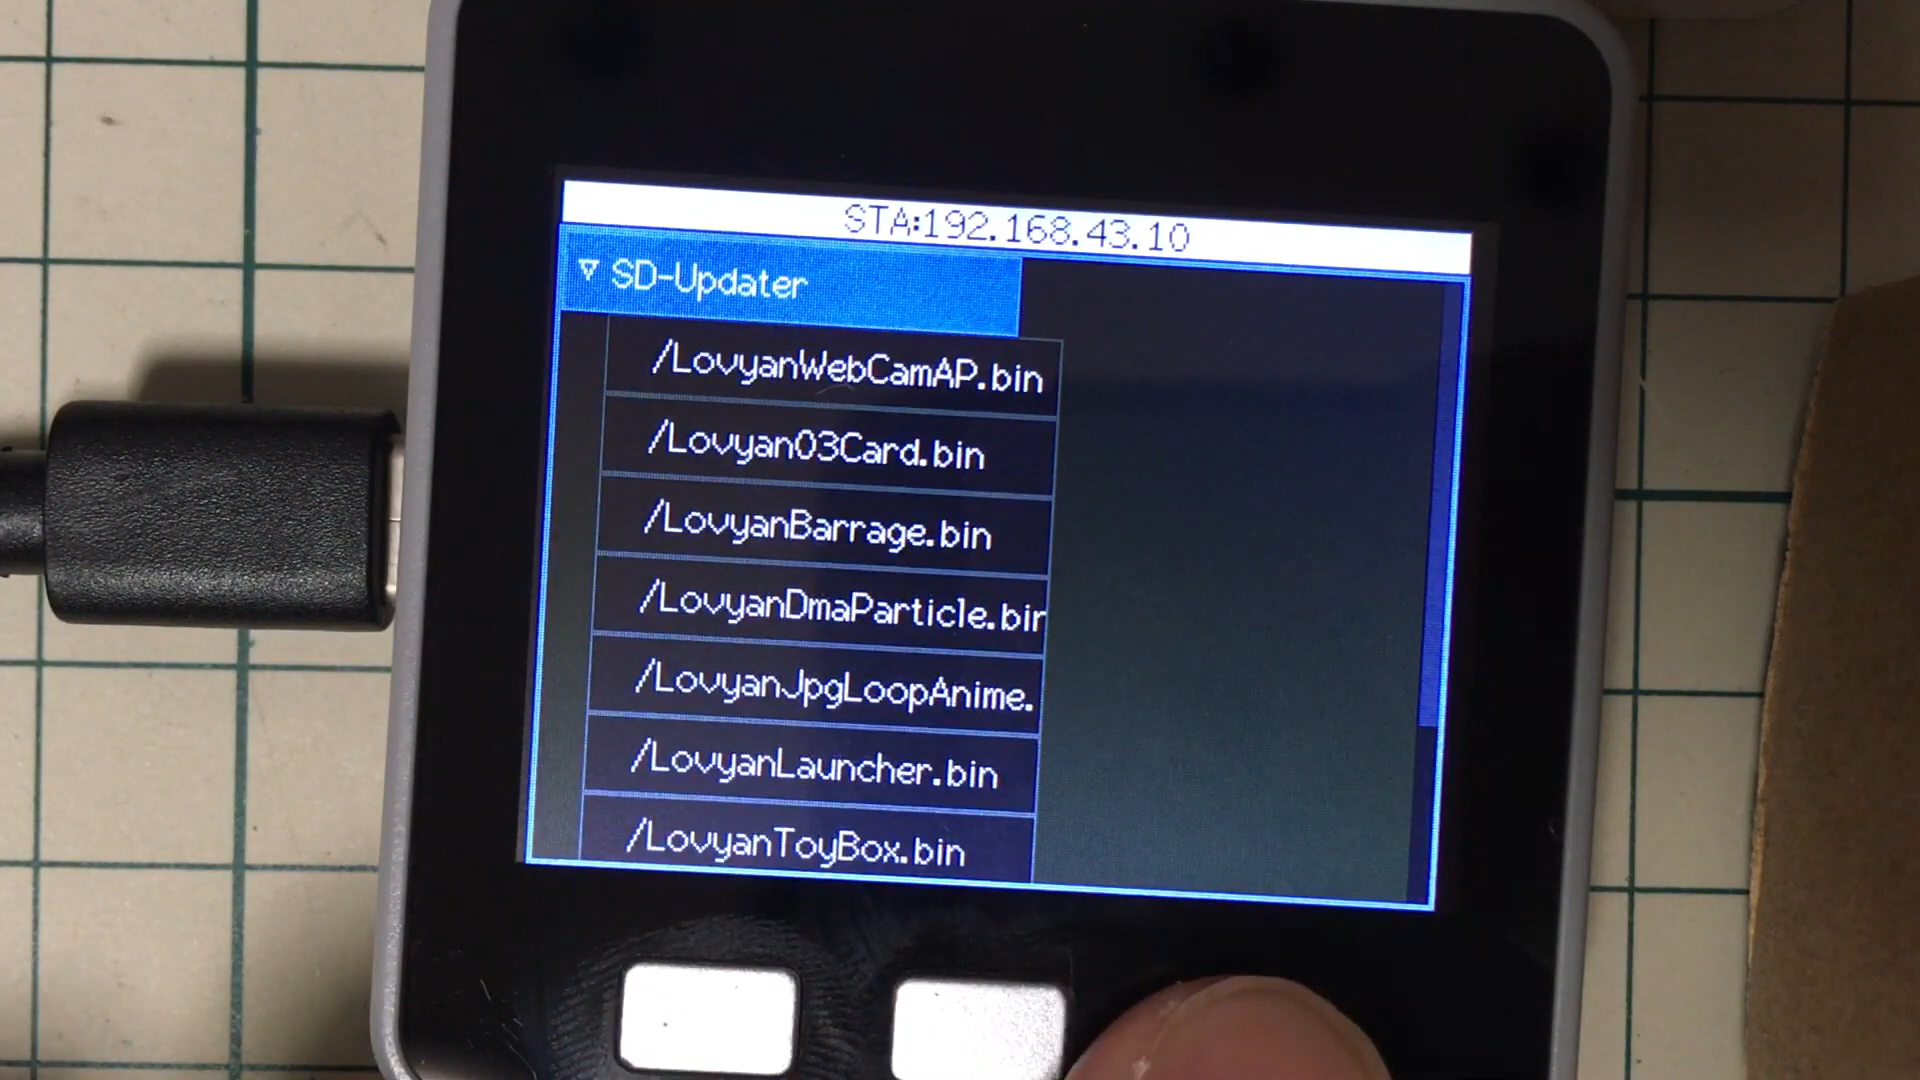 STA:192.168.43.10
▽ SD-Updater
/LovyanWebCamAP.bin
/Lovyan03Card.bin
/LovyanBarrage.bin
/LovyanDmaParticle.bin
/LovyanJpgLoopAnime.
/LovyanLauncher.bin
/LovyanToyBox.bin